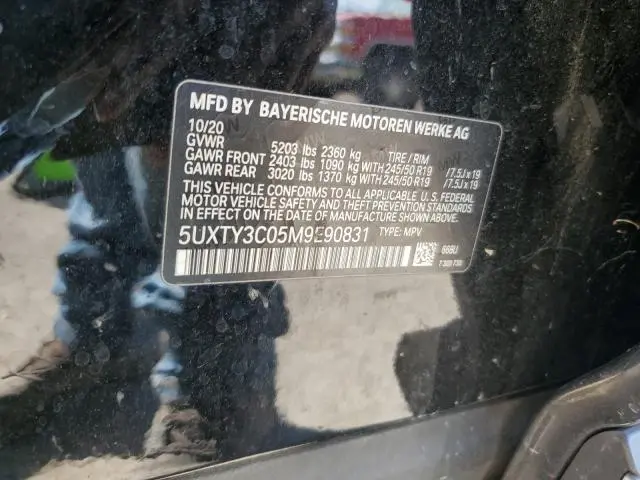 MFD BY BAYERISCHE MOTOREN WERKE AG
10/20
GVWR 5203 lbs 2360 kg TIRE / RIM
GAWR FRONT 2403 lbs 1090 kg WITH 245/50 R19 /7.5J x 19
GAWR REAR 3020 lbs 1370 kg WITH 245/50 R19 /7.5J x 19
THIS VEHICLE CONFORMS TO ALL APPLICABLE U.S. FEDERAL
MOTOR VEHICLE SAFETY, BUMPER, AND THEFT PREVENTION
STANDARDS IN EFFECT ON THE DATE OF MANUFACTURE SHOWN ABOVE.
5UXTY3C05M9E90831 TYPE: MPV
668U